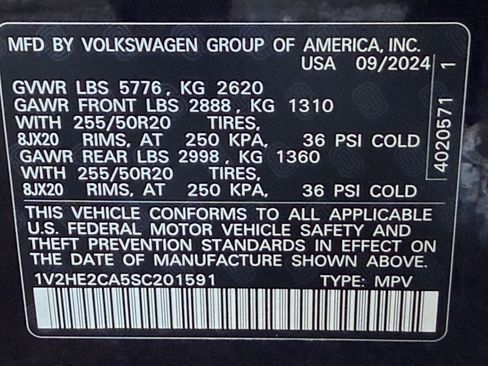 MFD BY VOLKSWAGEN GROUP OF AMERICA, INC.
USA 09/2024
GVWR LBS 5776, KG 2620
GAWR FRONT LBS 2888, KG 1310
WITH 255/50R20 TIRES,
8JX20 RIMS, AT 250 KPA, 36 PSI COLD
GAWR REAR LBS 2998, KG 1360
WITH 255/50R20 TIRES,
8JX20 RIMS, AT 250 KPA, 36 PSI COLD
THIS VEHICLE CONFORMS TO ALL APPLICABLE
U.S. FEDERAL MOTOR VEHICLE SAFETY AND
THEFT PREVENTION STANDARDS IN EFFECT ON
THE DATE OF MANUFACTURE SHOWN ABOVE.
1V2HE2CA5SC201591 TYPE: MPV
4020571 1